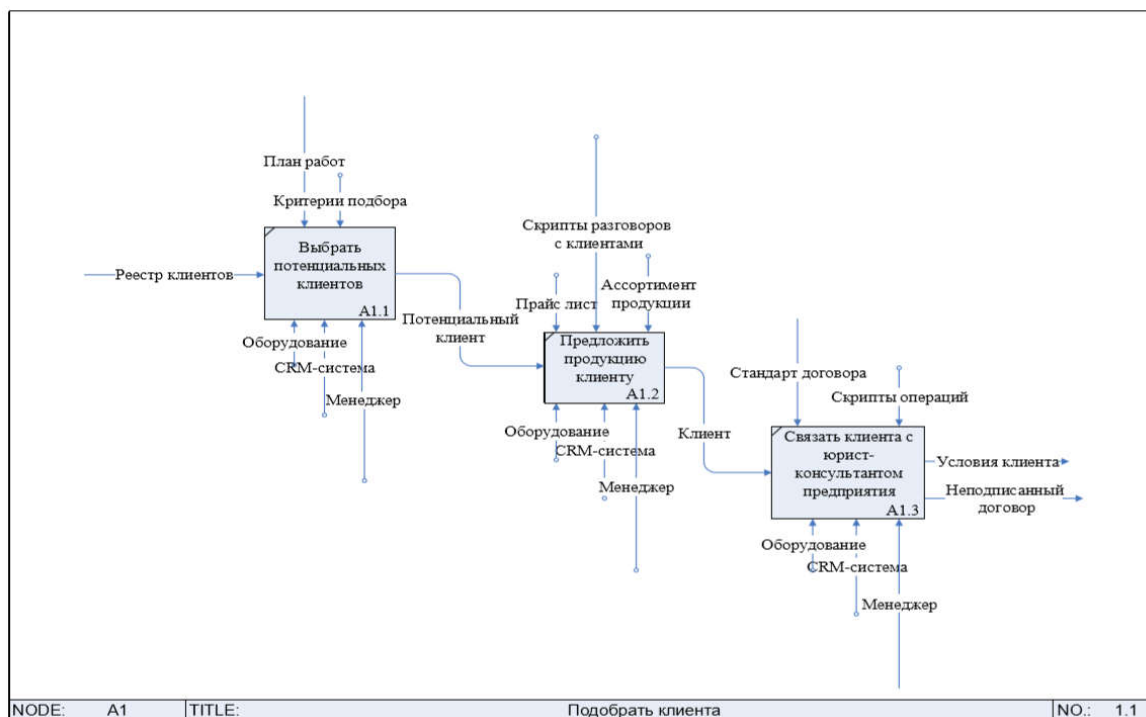 План работ
Критерии подбора
Выбрать
потенциальных
клиентов
A1.1
Реестр клиентов
Оборудование
CRM-система
Менеджер
Потенциальный
клиент
Скрипты разговоров
с клиентами
Прайс лист
Ассортимент
продукции
Предложить
продукцию
клиенту
A1.2
Оборудование
CRM-система
Менеджер
Клиент
Стандарт договора
Скрипты операций
Связать клиента с
юрист-
консультантом
предприятия
A1.3
Условия клиента
Неподписанный
договор
Оборудование
CRM-система
Менеджер
NODE: A1 TITLE: Подобрать клиента NO.: 1.1